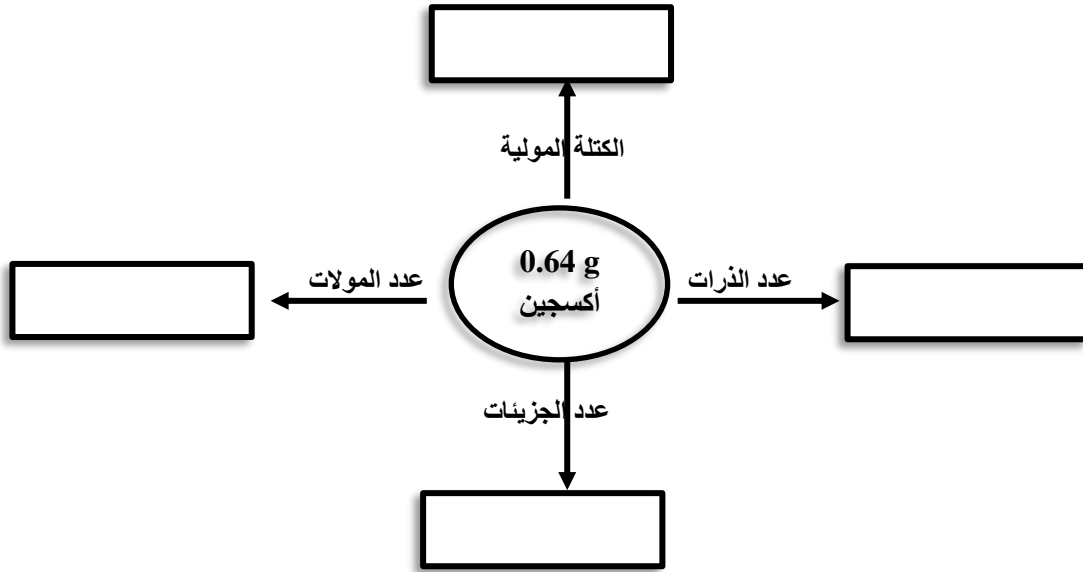 الكتلة المولية
عدد الذرات
0.64 g
أكسجين
عدد المولات
عدد الجزيئات